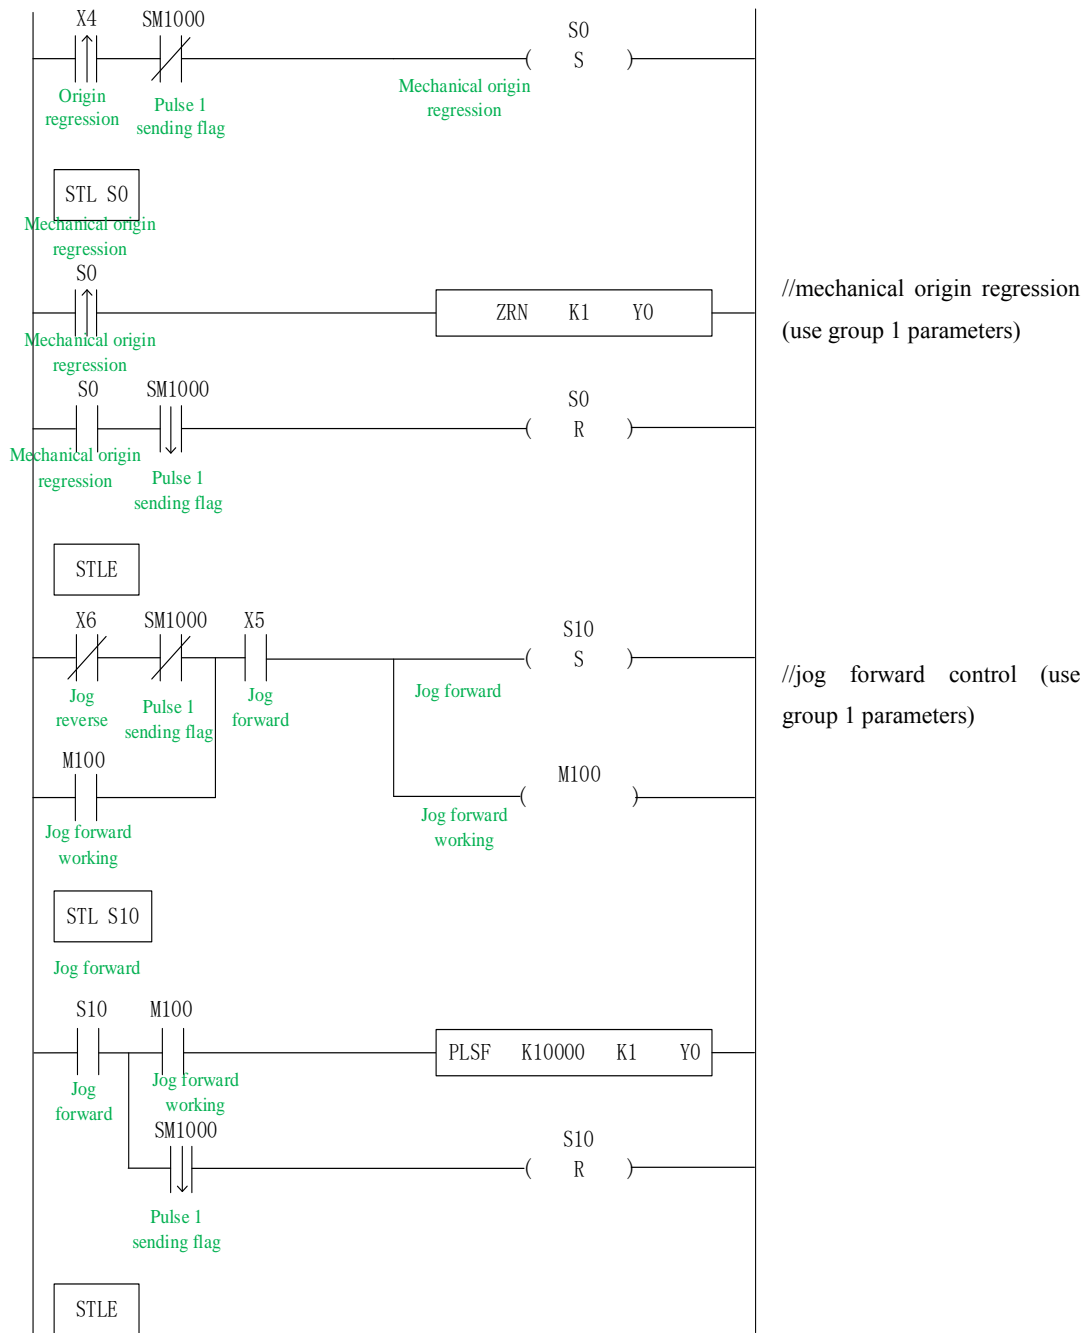 X4 SM1000
S0
( S )
Origin
regression
Pulse 1
sending flag
Mechanical origin
regression
STL S0
Mechanical origin
regression
S0
ZRN K1 Y0
//mechanical origin regression
(use group 1 parameters)
Mechanical origin
regression
S0 SM1000
S0
( R )
Mechanical origin
regression
Pulse 1
sending flag
STLE
X6 SM1000 X5
S10
( S )
//jog forward control (use
group 1 parameters)
Jog
reverse
Pulse 1
sending flag
Jog
forward
Jog forward
M100
M100
( )
Jog forward
working
Jog forward
working
STL S10
Jog forward
S10 M100
PLSF K10000 K1 Y0
Jog
forward
Jog forward
working
SM1000
S10
( R )
Pulse 1
sending flag
STLE